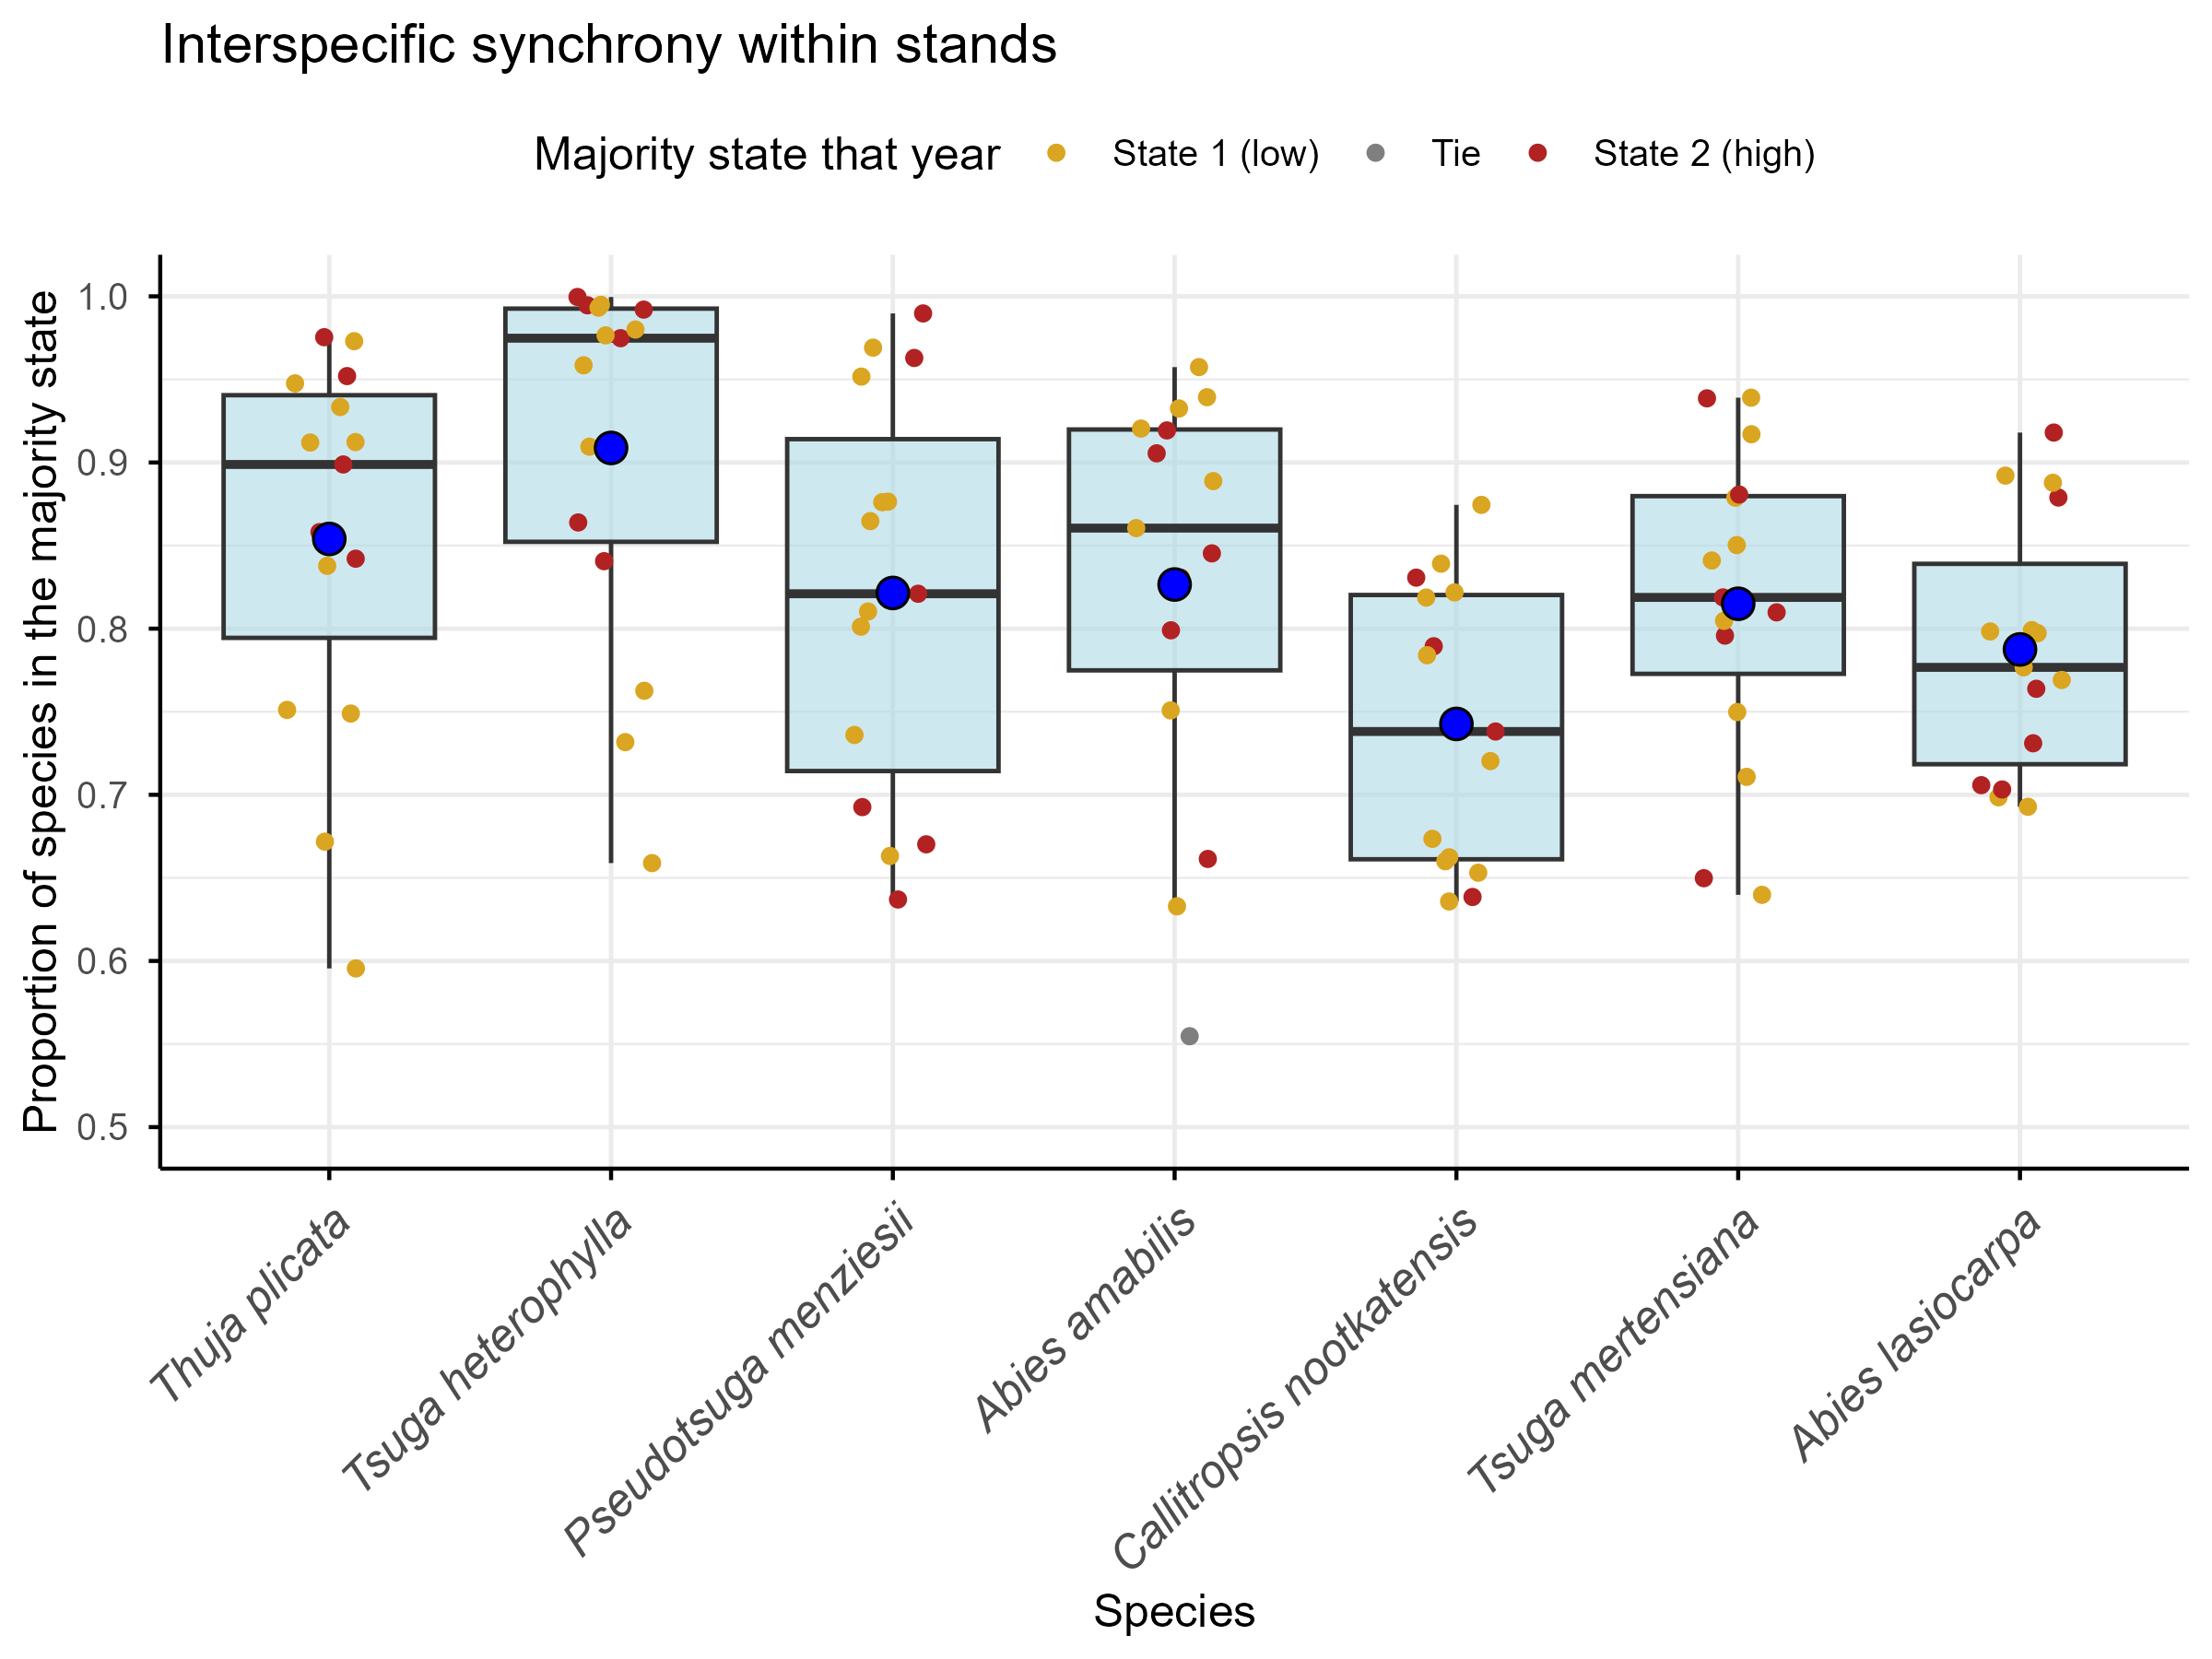 Interspecific synchrony within stands
Majority state that year State 1 (low) Tie State 2 (high)
Proportion of species in the majority state
1.0
0.9
0.8
0.7
0.6
0.5
Thuja plicata
Tsuga heterophylla
Pseudotsuga menziesii
Abies amabilis
Callitropsis nootkatensis
Tsuga mertensiana
Abies lasiocarpa
Species